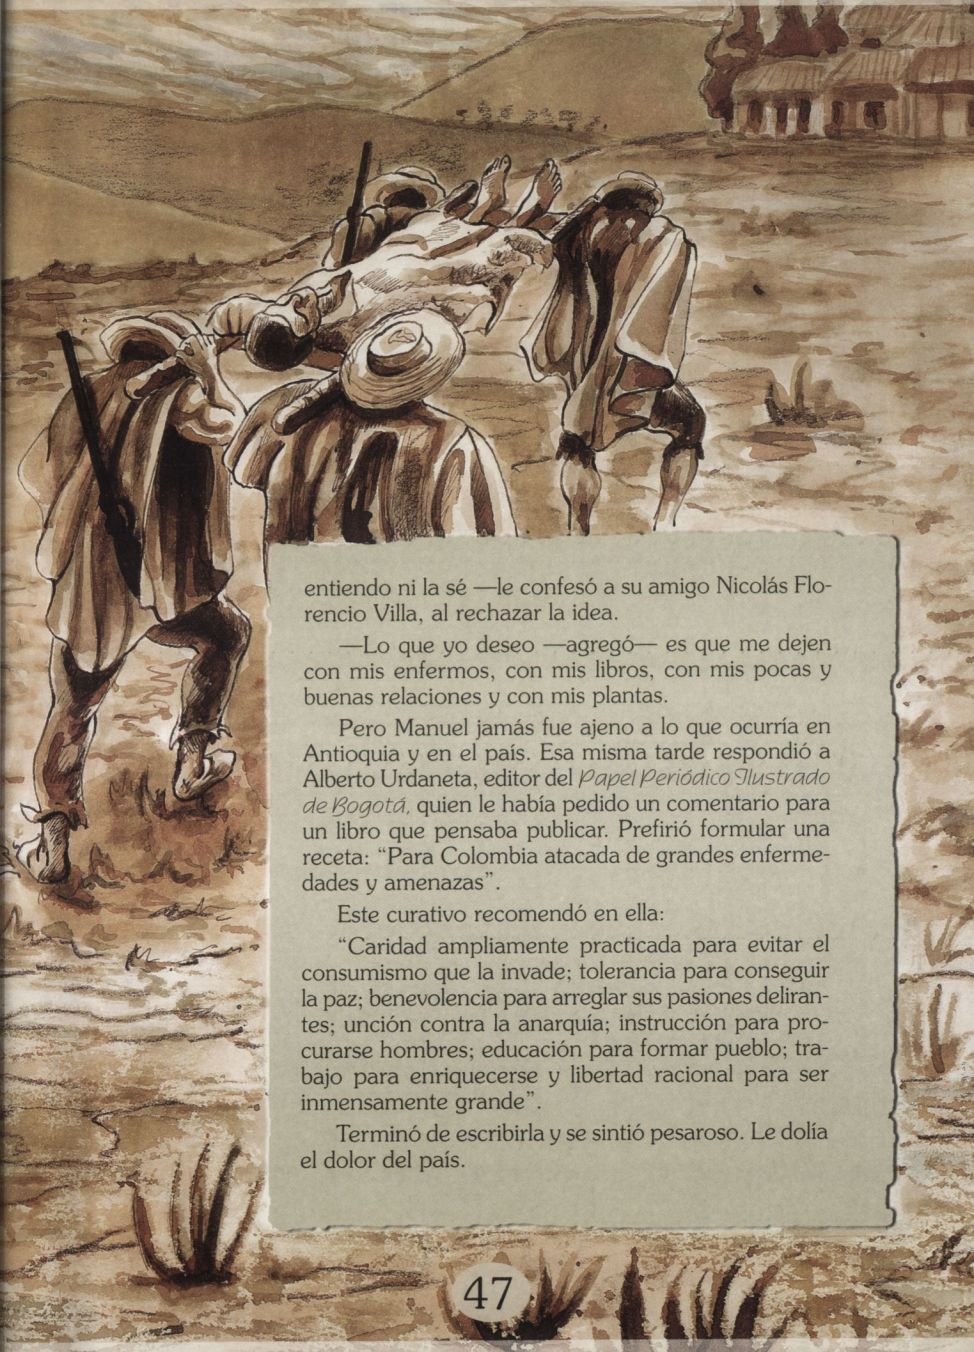 entiendo ni la sé —le confesó a su amigo Nicolás Flo-
rencio Villa, al rechazar la idea.
—Lo que yo deseo —agregó— es que me dejen
con mis enfermos, con mis libros, con mis pocas y
buenas relaciones y con mis plantas.
Pero Manuel jamás fue ajeno a lo que ocurría en
Antioquia y en el país. Esa misma tarde respondió a
Alberto Urdaneta, editor del Papel Periódico Ilustrado
de Bogotá, quien le había pedido un comentario para
un libro que pensaba publicar. Prefirió formular una
receta: “Para Colombia atacada de grandes enferme-
dades y amenazas”.
Este curativo recomendó en ella:
“Caridad ampliamente practicada para evitar el
consumismo que la invade; tolerancia para conseguir
la paz; benevolencia para arreglar sus pasiones deliran-
tes; unción contra la anarquía; instrucción para pro-
curarse hombres; educación para formar pueblo; tra-
bajo para enriquecerse y libertad racional para ser
inmensamente grande”.
Terminó de escribirla y se sintió pesaroso. Le dolía
el dolor del país.
47